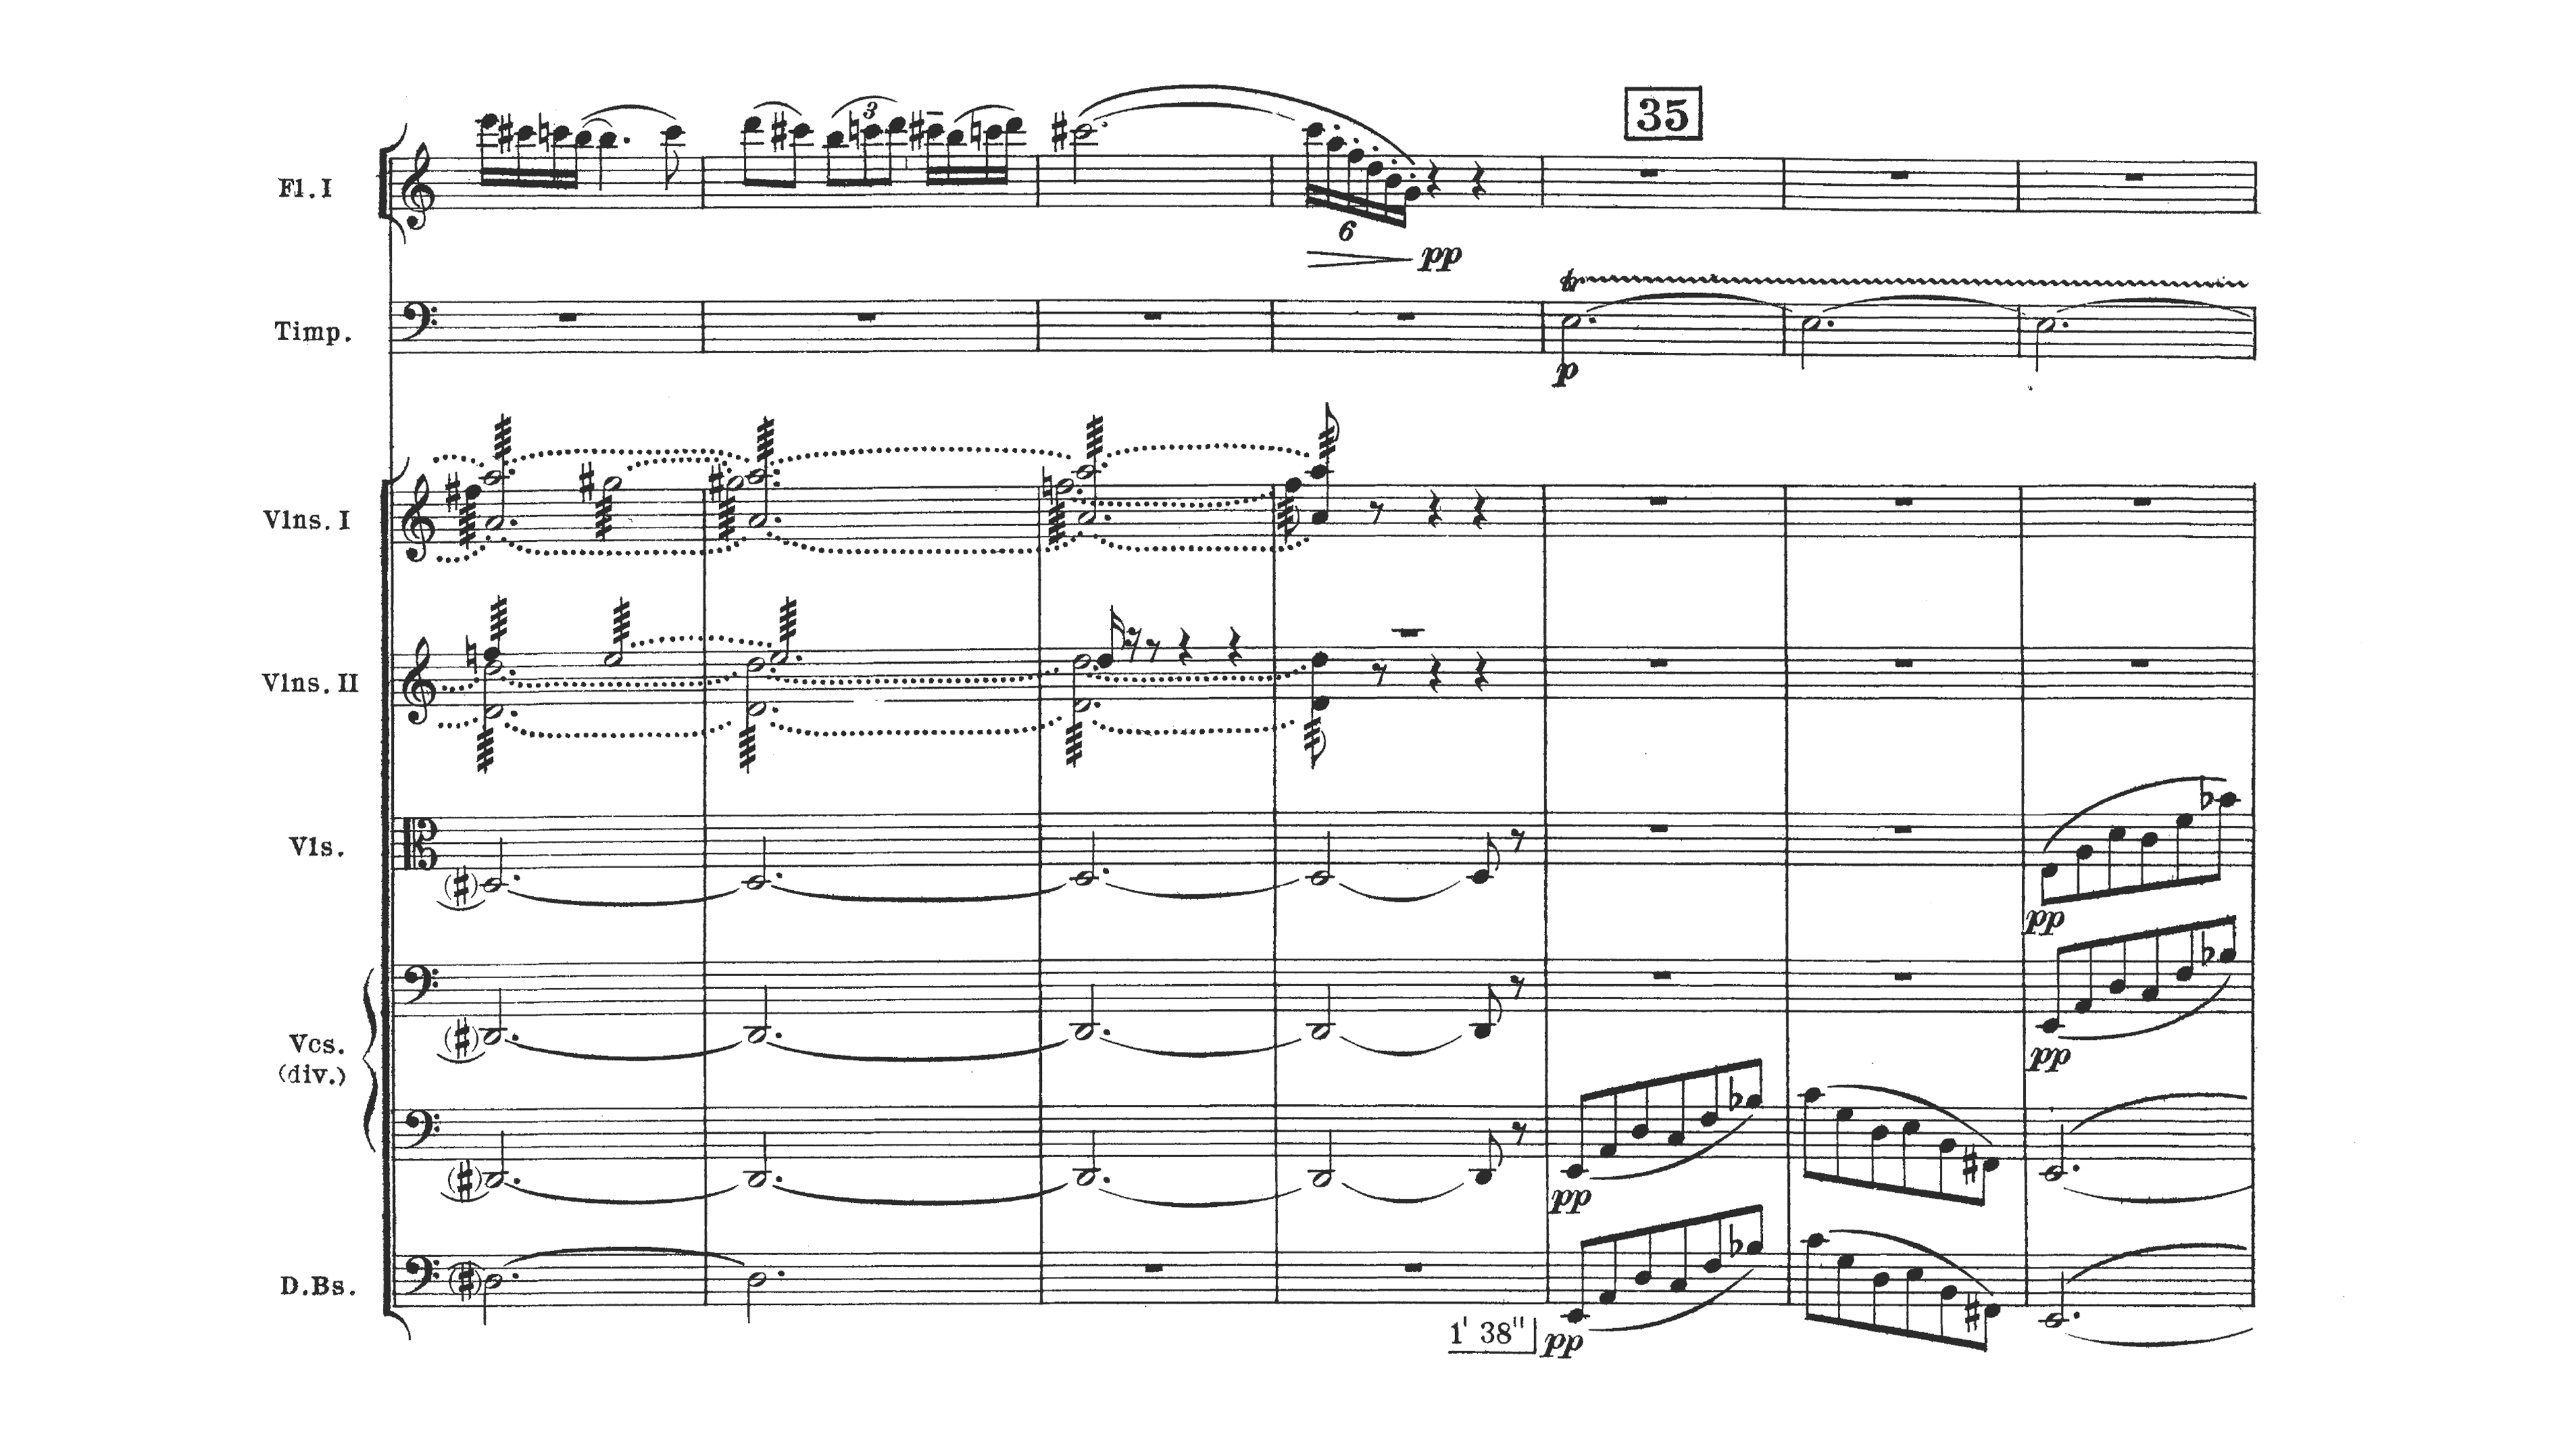 35
3
Fl. I
6
pp
Timp.
tr
p
Vlns. I
Vlns. II
Vls.
pp
Vcs.
(div.)
pp
pp
D.Bs.
1' 38"
pp